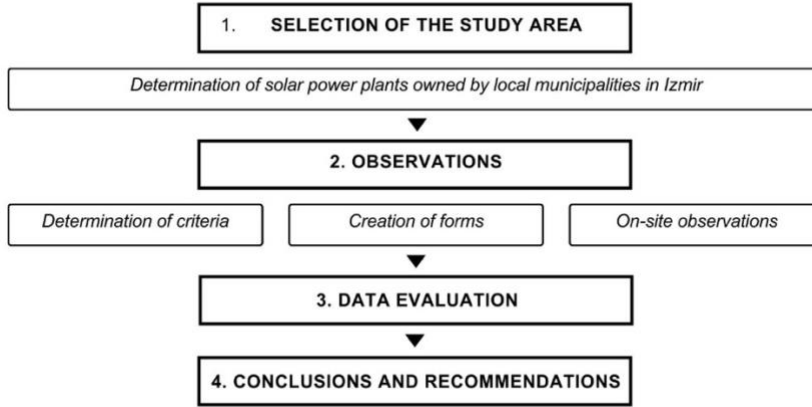 1. SELECTION OF THE STUDY AREA
Determination of solar power plants owned by local municipalities in Izmir
2. OBSERVATIONS
Determination of criteria
Creation of forms
On-site observations
3. DATA EVALUATION
4. CONCLUSIONS AND RECOMMENDATIONS